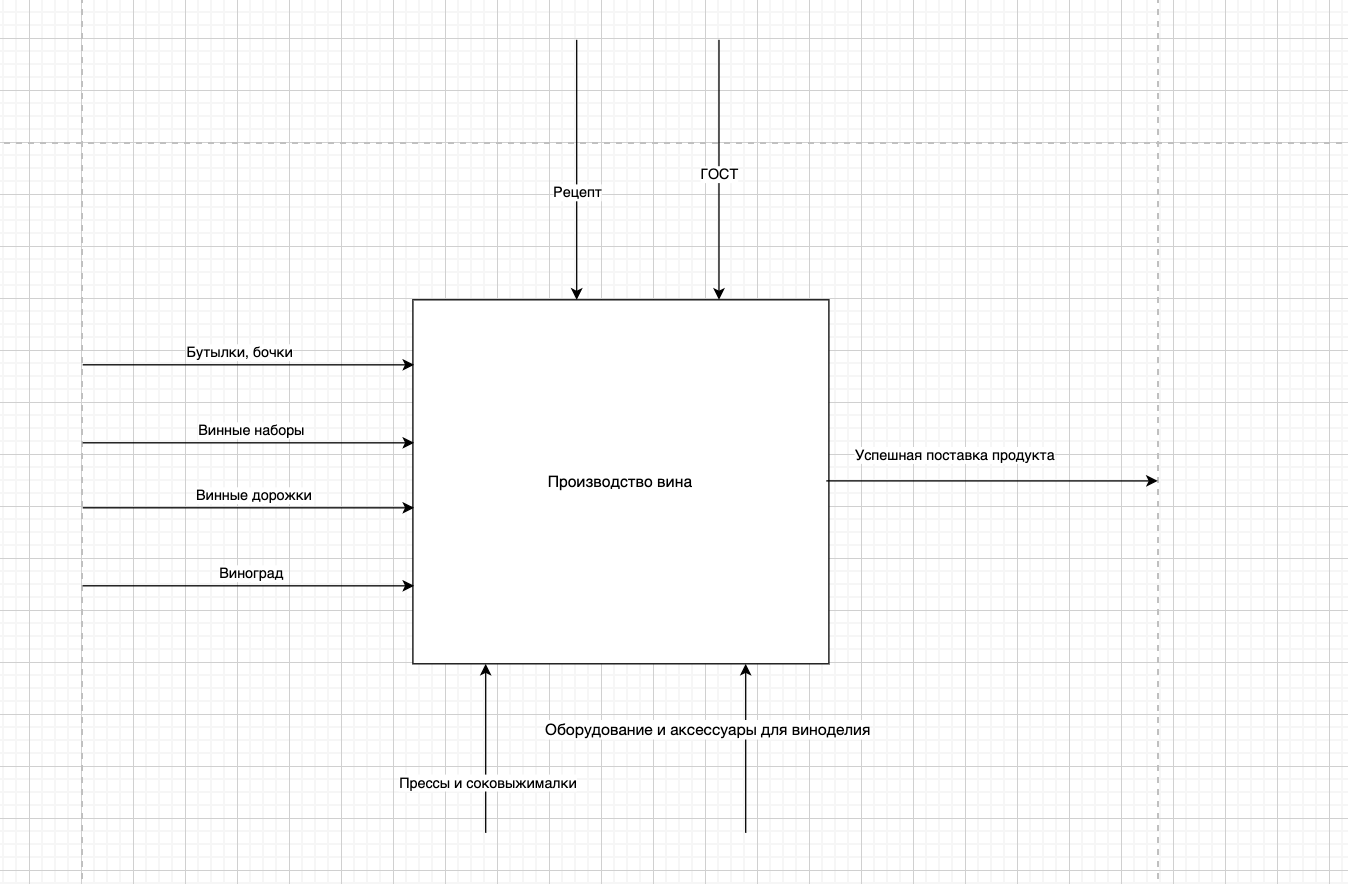 ГОСТ
Рецепт
Бутылки, бочки
Винные наборы
Успешная поставка продукта
Производство вина
Винные дорожки
Виноград
Оборудование и аксессуары для виноделия
Прессы и соковыжималки